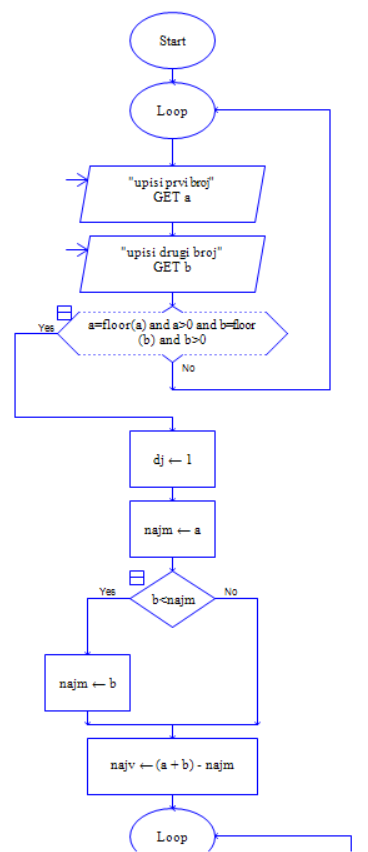 Start
Loop
"upisi prvi broj"
GET a
"upisi drugi broj"
GET b
a=floor(a) and a>0 and b=floor
(b) and b>0
Yes
No
dj ← 1
najm ← a
b<najm
Yes
No
najm ← b
najv ← (a + b) - najm
Loop